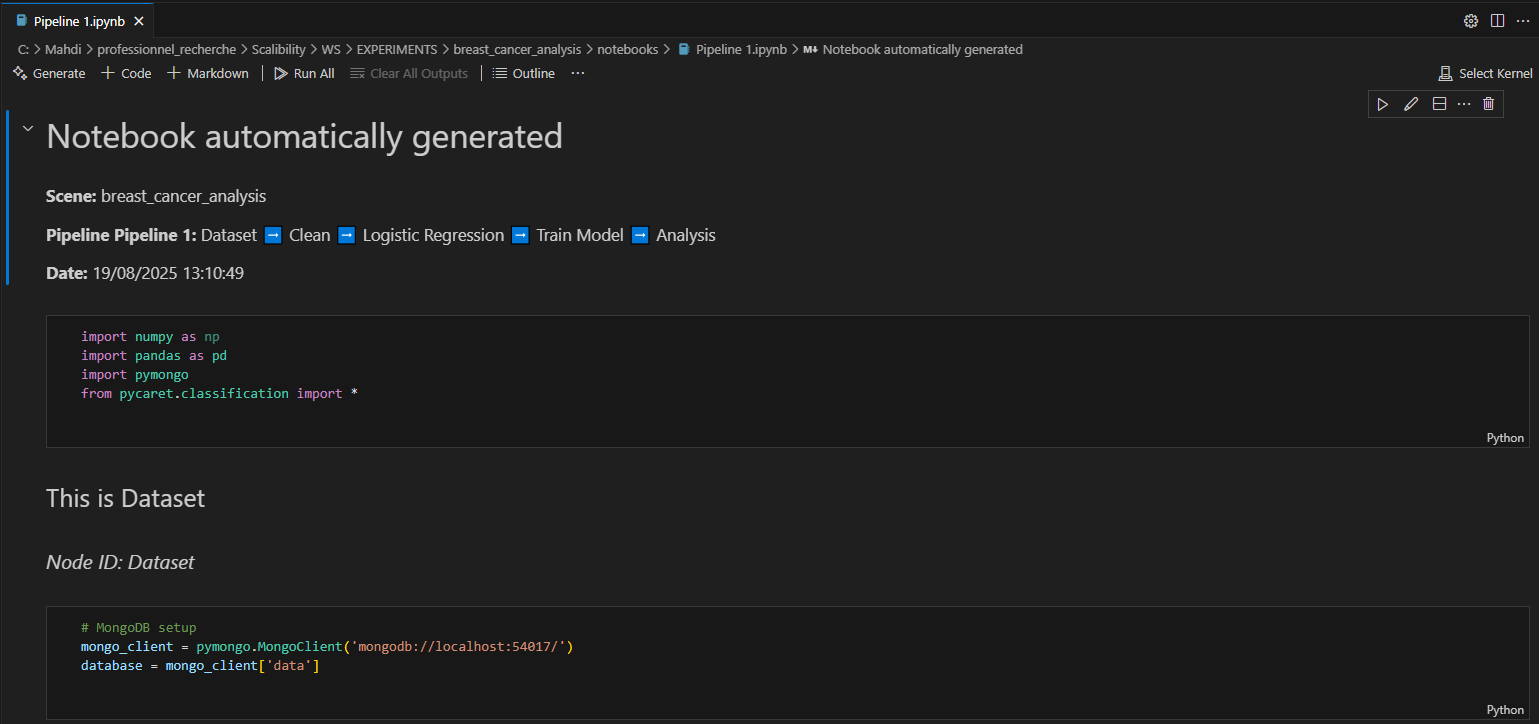 Pipeline 1.ipynb
C: > Mahdi > professionnel_recherche > Scalibility > WS > EXPERIMENTS > breast_cancer_analysis > notebooks > Pipeline 1.ipynb > M↓ Notebook automatically generated
Generate + Code + Markdown | Run All Clear All Outputs | Outline ··· Select Kernel
Notebook automatically generated
Scene: breast_cancer_analysis
Pipeline Pipeline 1: Dataset ➡ Clean ➡ Logistic Regression ➡ Train Model ➡ Analysis
Date: 19/08/2025 13:10:49
import numpy as np
import pandas as pd
import pymongo
from pycaret.classification import *
Python
This is Dataset
Node ID: Dataset
# MongoDB setup
mongo_client = pymongo.MongoClient('mongodb://localhost:54017/')
database = mongo_client['data']
Python